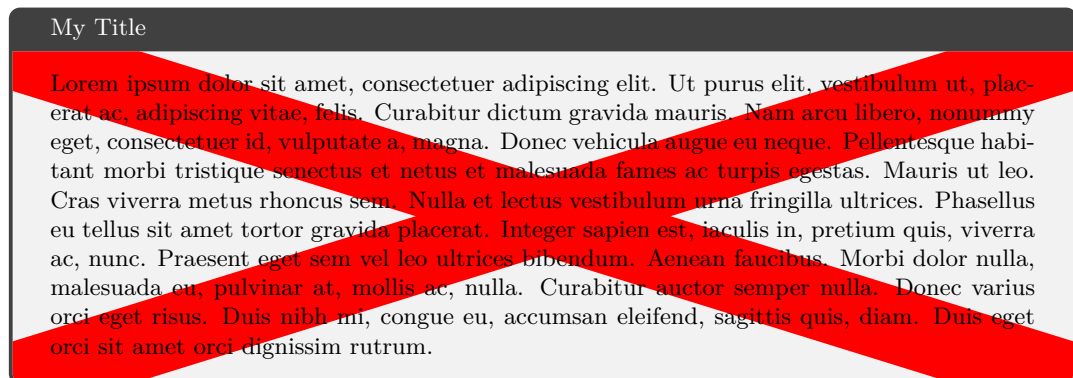 My Title
Lorem ipsum dolor sit amet, consectetuer adipiscing elit. Ut purus elit, vestibulum ut, plac-
erat ac, adipiscing vitae, felis. Curabitur dictum gravida mauris. Nam arcu libero, nonummy
eget, consectetuer id, vulputate a, magna. Donec vehicula augue eu neque. Pellentesque habi-
tant morbi tristique senectus et netus et malesuada fames ac turpis egestas. Mauris ut leo.
Cras viverra metus rhoncus sem. Nulla et lectus vestibulum urna fringilla ultrices. Phasellus
eu tellus sit amet tortor gravida placerat. Integer sapien est, iaculis in, pretium quis, viverra
ac, nunc. Praesent eget sem vel leo ultrices bibendum. Aenean faucibus. Morbi dolor nulla,
malesuada eu, pulvinar at, mollis ac, nulla. Curabitur auctor semper nulla. Donec varius
orci eget risus. Duis nibh mi, congue eu, accumsan eleifend, sagittis quis, diam. Duis eget
orci sit amet orci dignissim rutrum.